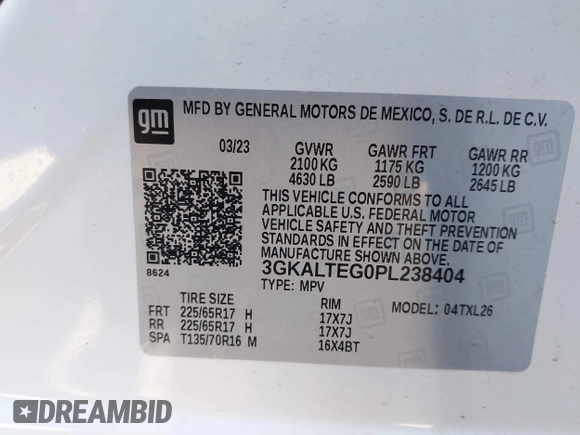 gm
MFD BY GENERAL MOTORS DE MEXICO, S. DE R.L. DE C.V.
03/23 GVWR GAWR FRT GAWR RR
2100 KG 1175 KG 1200 KG
4630 LB 2590 LB 2645 LB
THIS VEHICLE CONFORMS TO ALL
APPLICABLE U.S. FEDERAL MOTOR
VEHICLE SAFETY AND THEFT PREVENTION
STANDARDS IN EFFECT ON THE DATE OF
MANUFACTURE SHOWN ABOVE.
8624
3GKALTEG0PL238404
TYPE: MPV
TIRE SIZE RIM MODEL: 04TXL26
FRT 225/65R17 H 17X7J
RR 225/65R17 H 17X7J
SPA T135/70R16 M 16X4BT
DREAMBID